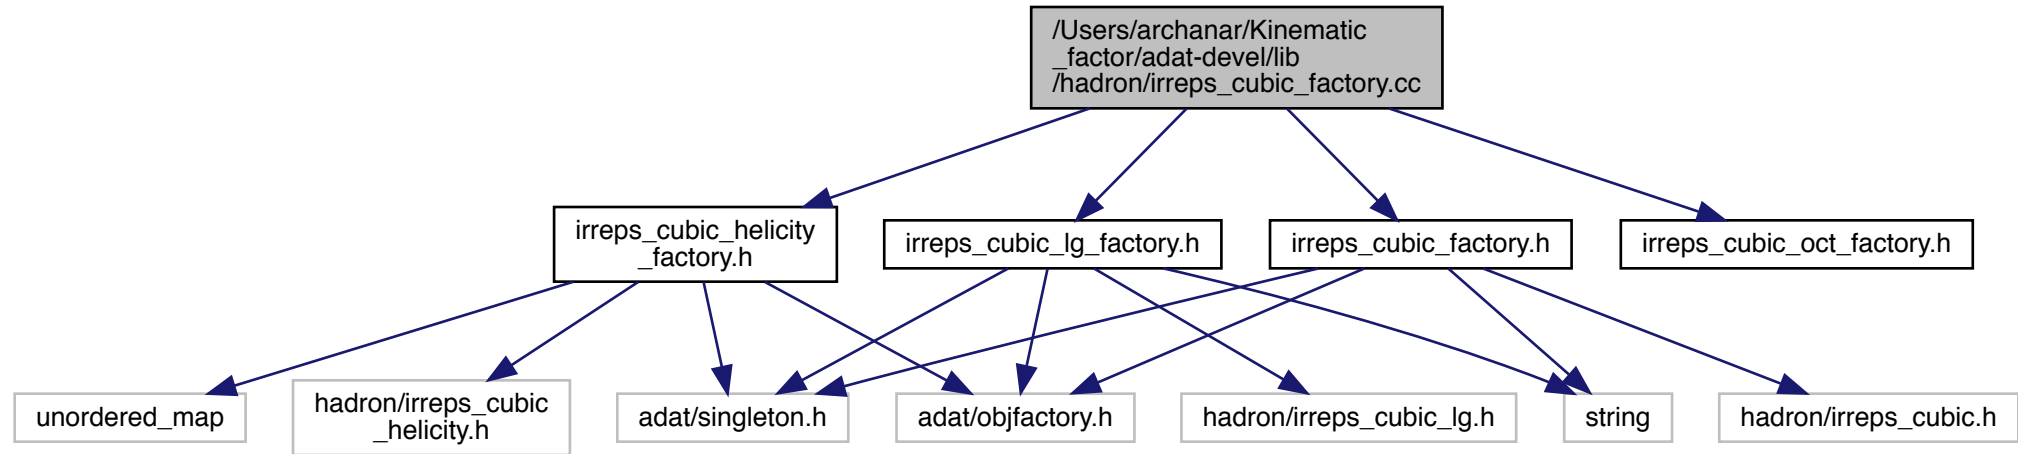 /Users/archanar/Kinematic
_factor/adat-devel/lib
/hadron/irreps_cubic_factory.cc
irreps_cubic_helicity
_factory.h
irreps_cubic_lg_factory.h
irreps_cubic_factory.h
irreps_cubic_oct_factory.h
unordered_map
hadron/irreps_cubic
_helicity.h
adat/singleton.h
adat/objfactory.h
hadron/irreps_cubic_lg.h
string
hadron/irreps_cubic.h